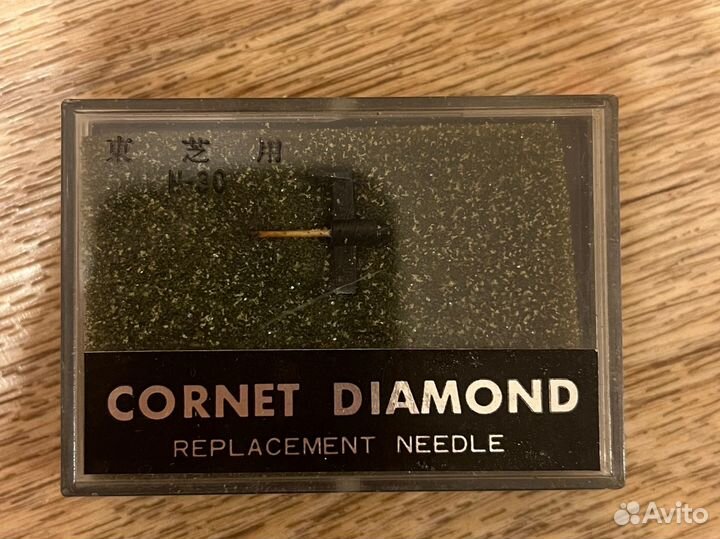 東芝用
N-30
CORNET DIAMOND
REPLACEMENT NEEDLE
Avito